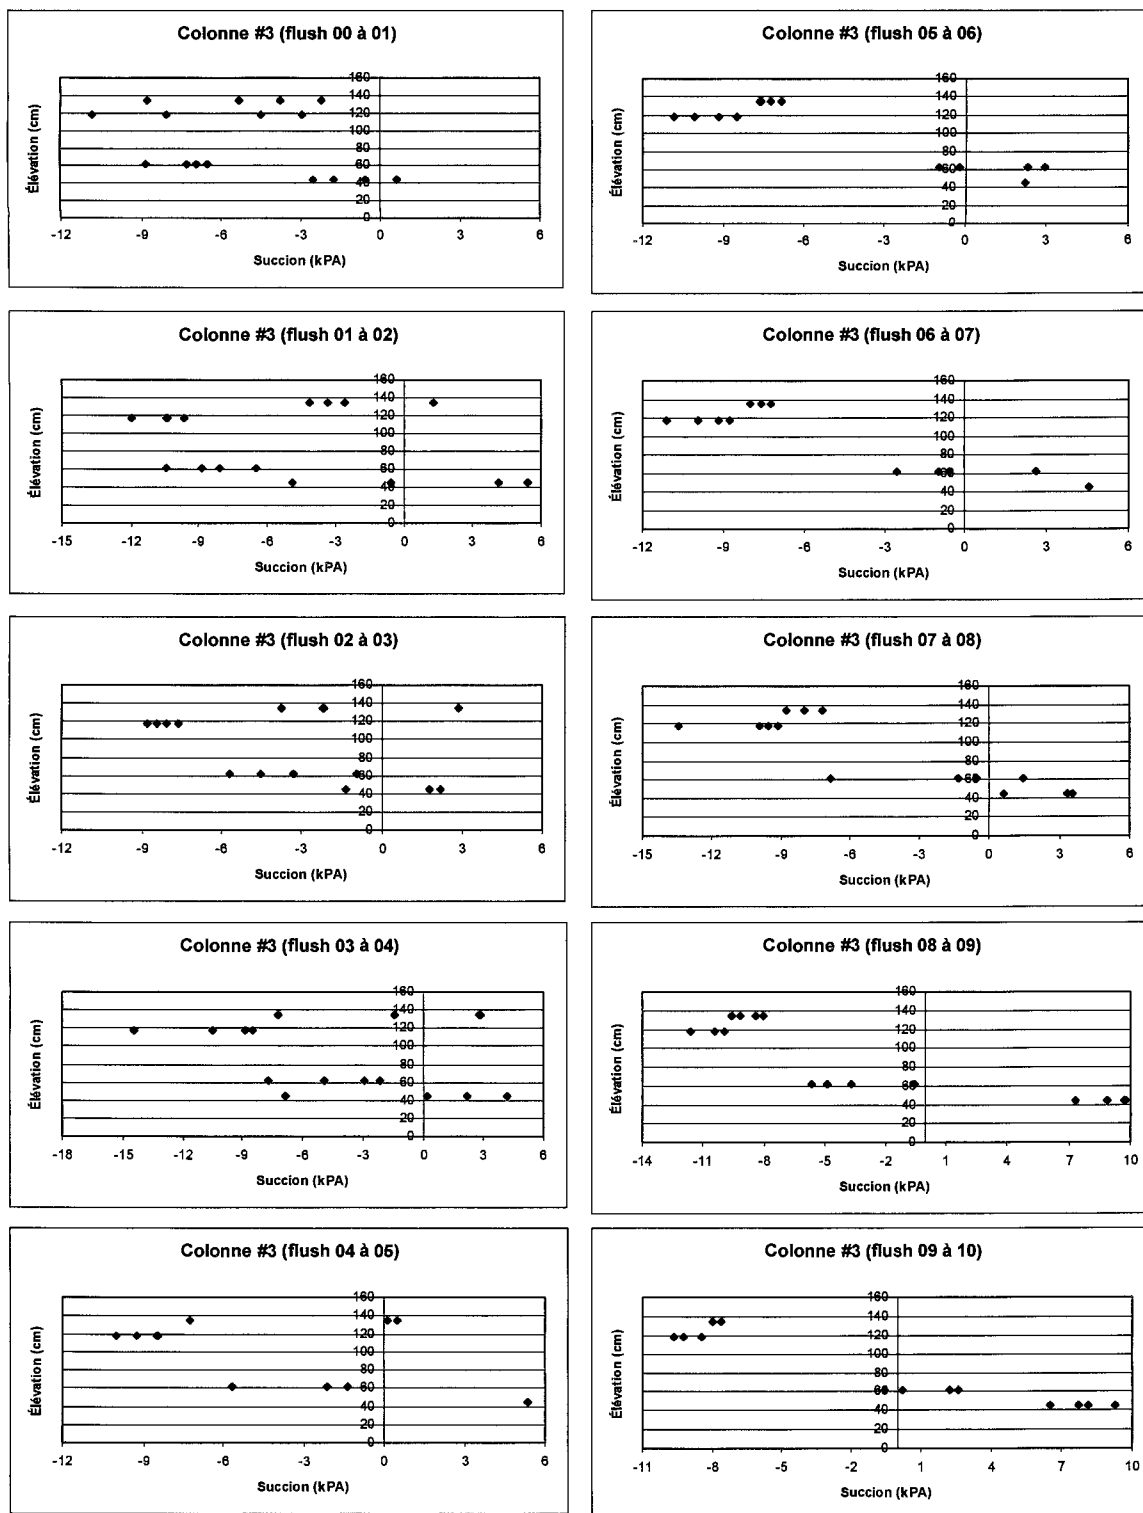 Colonne #3 (flush 00 à 01)
Élévation (cm)
160
140
120
100
80
60
40
20
0
-12 -9 -6 -3 0 3 6
Succion (kPA)
Colonne #3 (flush 01 à 02)
Élévation (cm)
160
140
120
100
80
60
40
20
0
-15 -12 -9 -6 -3 0 3 6
Succion (kPA)
Colonne #3 (flush 02 à 03)
Élévation (cm)
160
140
120
100
80
60
40
20
0
-12 -9 -6 -3 0 3 6
Succion (kPA)
Colonne #3 (flush 03 à 04)
Élévation (cm)
160
140
120
100
80
60
40
20
0
-18 -15 -12 -9 -6 -3 0 3 6
Succion (kPA)
Colonne #3 (flush 04 à 05)
Élévation (cm)
160
140
120
100
80
60
40
20
0
-12 -9 -6 -3 0 3 6
Succion (kPA)
Colonne #3 (flush 05 à 06)
Élévation (cm)
160
140
120
100
80
60
40
20
0
-12 -9 -6 -3 0 3 6
Succion (kPA)
Colonne #3 (flush 06 à 07)
Élévation (cm)
160
140
120
100
80
60
40
20
0
-12 -9 -6 -3 0 3 6
Succion (kPA)
Colonne #3 (flush 07 à 08)
Élévation (cm)
160
140
120
100
80
60
40
20
0
-15 -12 -9 -6 -3 0 3 6
Succion (kPA)
Colonne #3 (flush 08 à 09)
Élévation (cm)
160
140
120
100
80
60
40
20
0
-14 -11 -8 -5 -2 1 4 7 10
Succion (kPA)
Colonne #3 (flush 09 à 10)
Élévation (cm)
160
140
120
100
80
60
40
20
0
-11 -8 -5 -2 1 4 7 10
Succion (kPA)